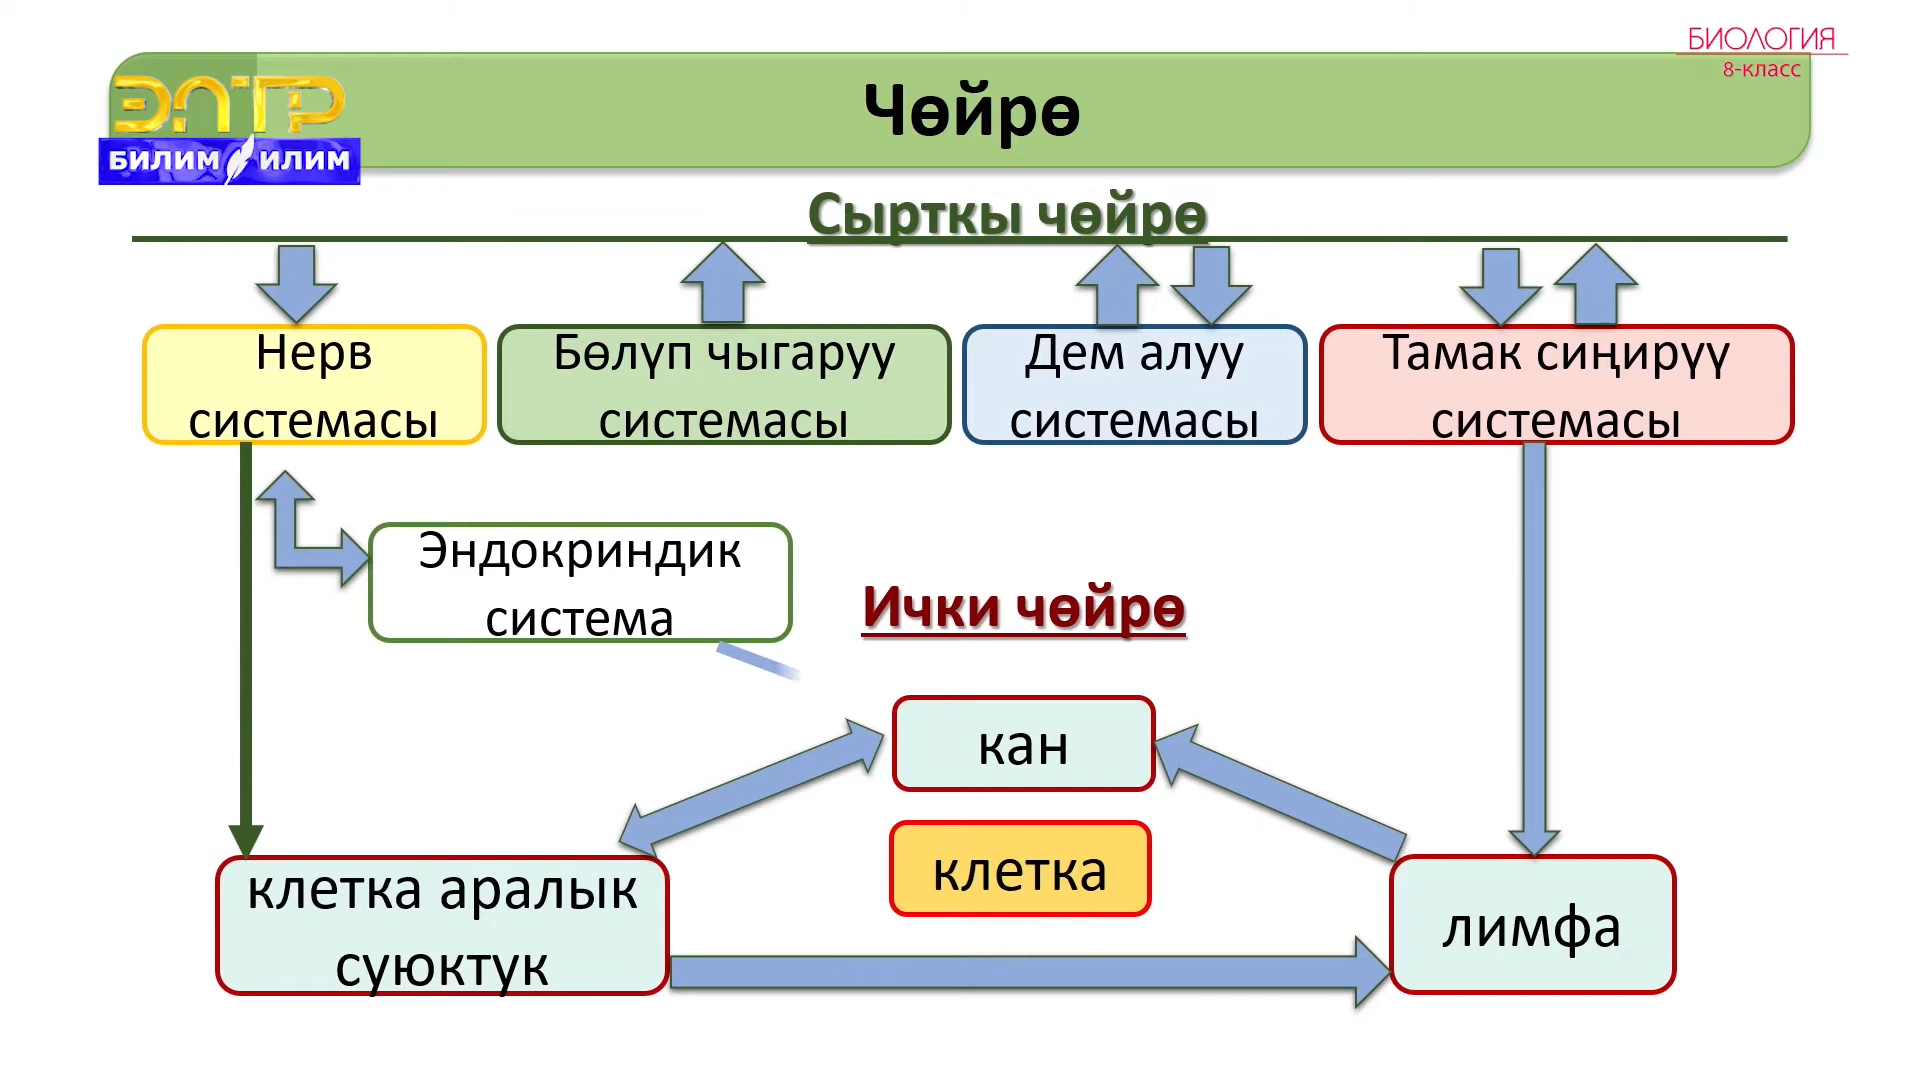 БИОЛОГИЯ
8-класс
ЭЛТР
БИЛИМ ИЛИМ
Чөйрө
Сырткы чөйрө
Нерв
системасы
Бөлүп чыгаруу
системасы
Дем алуу
системасы
Тамак сиңирүү
системасы
Эндокриндик
система
Ички чөйрө
кан
клетка
клетка аралык
суюктук
лимфа